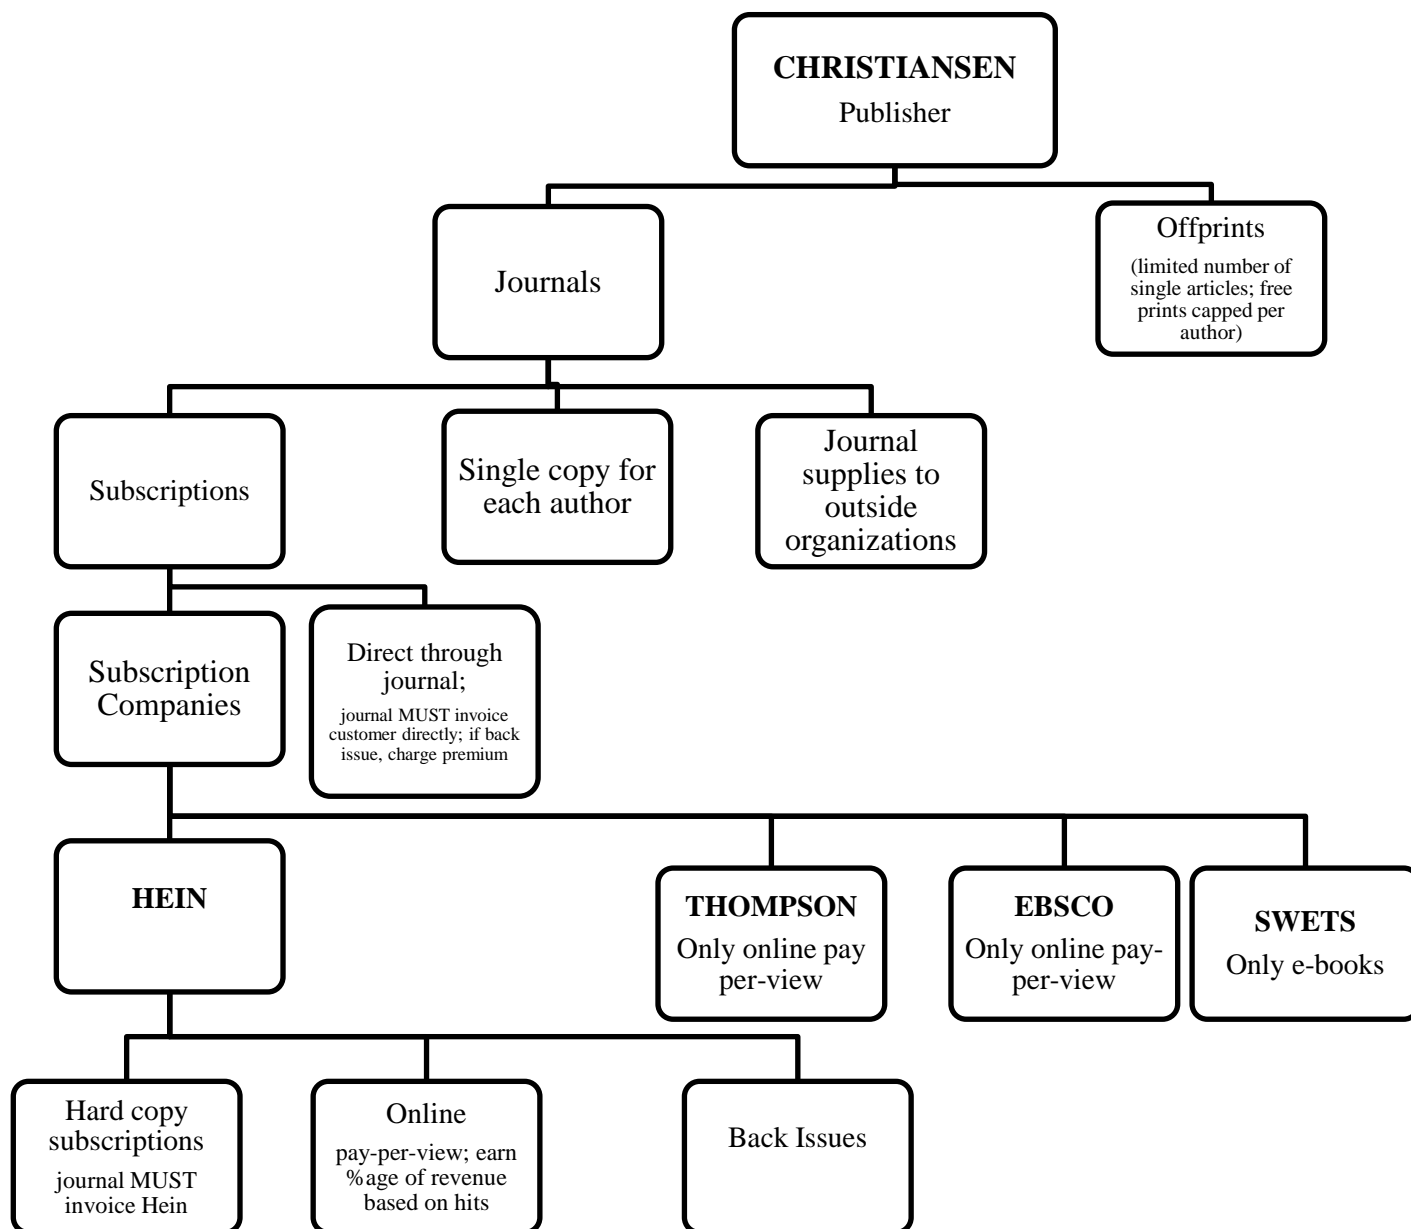 CHRISTIANSEN
Publisher
Journals
Offprints
(limited number of
single articles; free
prints capped per
author)
Subscriptions
Single copy for
each author
Journal
supplies to
outside
organizations
Subscription
Companies
Direct through
journal;
journal MUST invoice
customer directly; if back
issue, charge premium
HEIN
THOMPSON
Only online pay
per-view
EBSCO
Only online pay-
per-view
SWETS
Only e-books
Hard copy
subscriptions
journal MUST
invoice Hein
Online
pay-per-view; earn
%age of revenue
based on hits
Back Issues